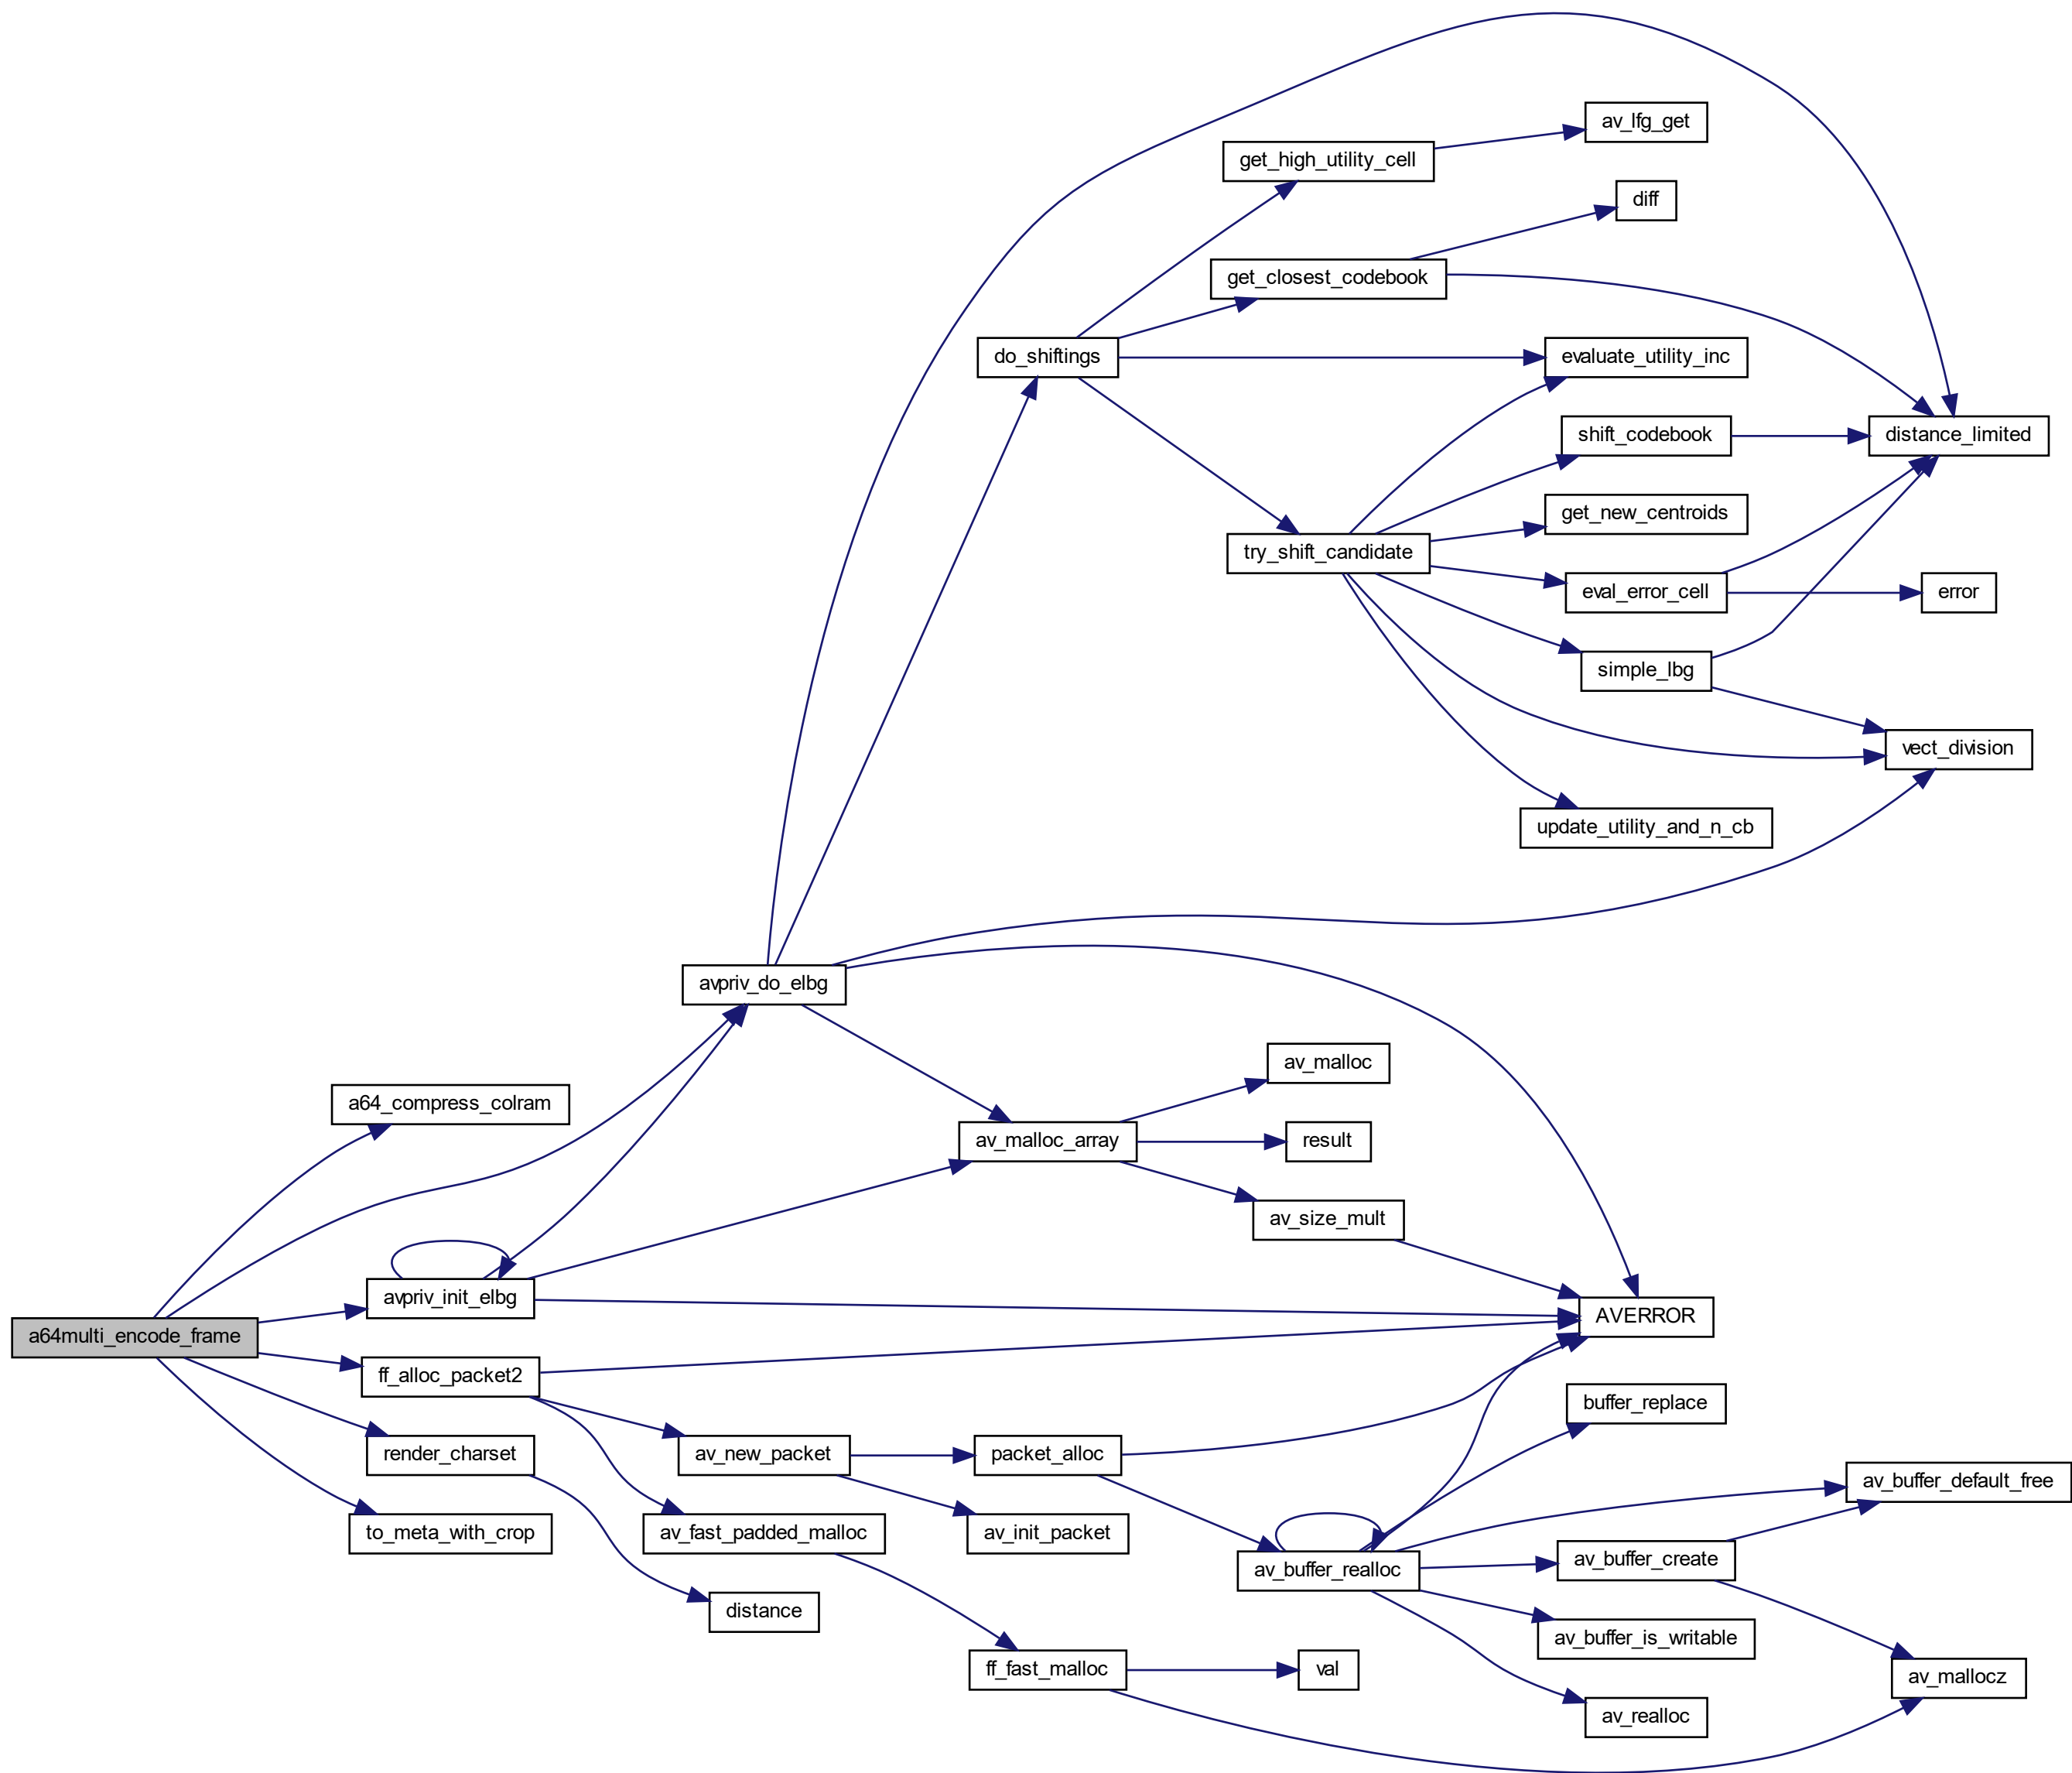 av_lfg_get
get_high_utility_cell
diff
get_closest_codebook
do_shiftings
evaluate_utility_inc
shift_codebook
distance_limited
get_new_centroids
try_shift_candidate
eval_error_cell
error
simple_lbg
vect_division
update_utility_and_n_cb
avpriv_do_elbg
av_malloc
a64_compress_colram
av_malloc_array
result
av_size_mult
avpriv_init_elbg
AVERROR
a64multi_encode_frame
ff_alloc_packet2
buffer_replace
render_charset
av_new_packet
packet_alloc
av_buffer_default_free
to_meta_with_crop
av_fast_padded_malloc
av_init_packet
av_buffer_realloc
av_buffer_create
distance
av_buffer_is_writable
ff_fast_malloc
val
av_mallocz
av_realloc